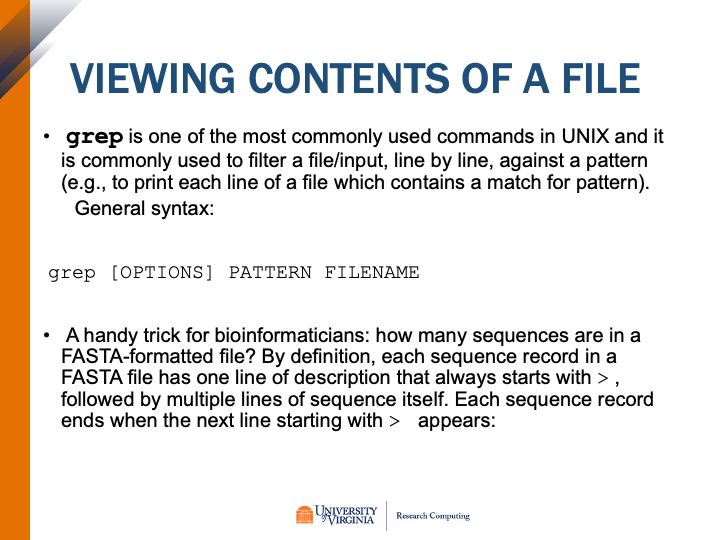 VIEWING CONTENTS OF A FILE
• grep is one of the most commonly used commands in UNIX and it
is commonly used to filter a file/input, line by line, against a pattern
(e.g., to print each line of a file which contains a match for pattern).
General syntax:
grep [OPTIONS] PATTERN FILENAME
• A handy trick for bioinformaticians: how many sequences are in a
FASTA-formatted file? By definition, each sequence record in a
FASTA file has one line of description that always starts with > ,
followed by multiple lines of sequence itself. Each sequence record
ends when the next line starting with > appears:
UNIVERSITY
of VIRGINIA
Research Computing